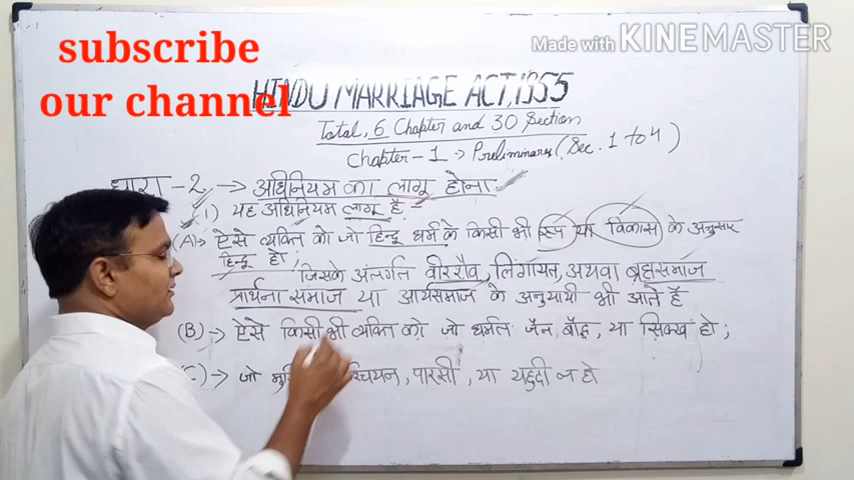 subscribe
our channel
Made with KINEMASTER
HINDU MARRIAGE ACT, 1955
Total, 6 Chapter and 30 Section
Chapter-1 → Preliminary (Sec. 1 to 4)
धारा-2 → अधिनियम का लागू होना
(1) यह अधिनियम लागू है
(A)→ ऐसे व्यक्ति को जो हिन्दू धर्म के किसी भी रूप या विकास के अनुसार
हिन्दू हो;
जिसके अंतर्गत वीरशैव, लिंगायत, अथवा ब्रह्मसमाज
प्रार्थना समाज या आर्यसमाज के अनुयायी भी आते हैं
(B)→ ऐसे किसी भी व्यक्ति को जो धर्मतः जैन, बौद्ध, या सिक्ख हो;
→ जो पारसी, या यहुदी न हो